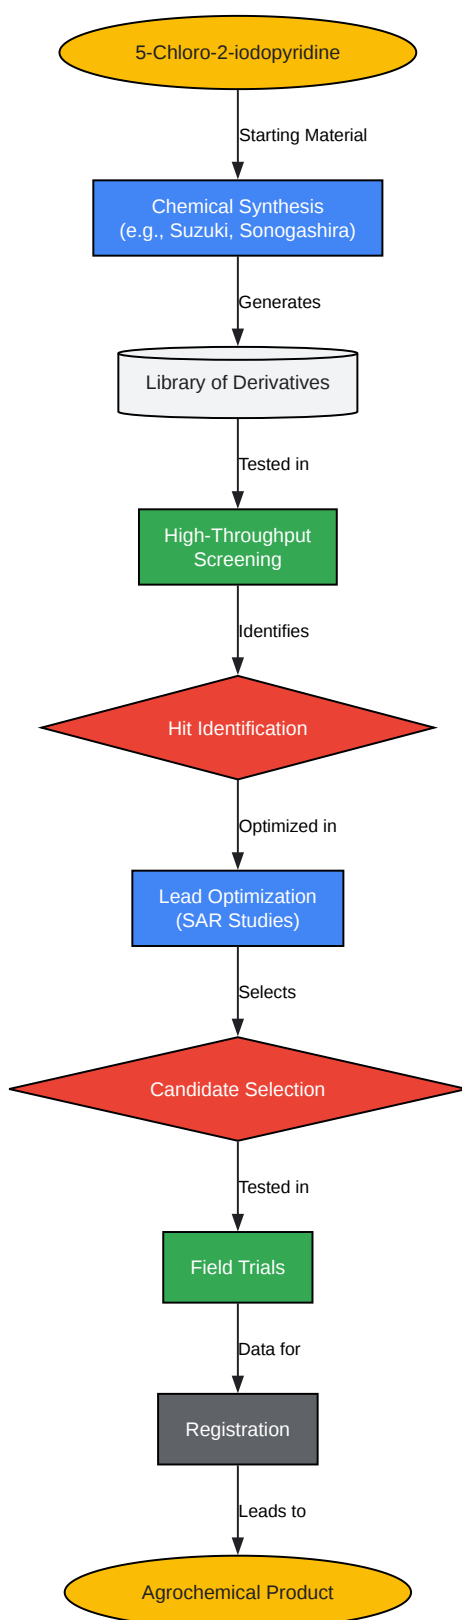 5-Chloro-2-iodopyridine
Starting Material
Chemical Synthesis
(e.g., Suzuki, Sonogashira)
Generates
Library of Derivatives
Tested in
High-Throughput
Screening
Identifies
Hit Identification
Optimized in
Lead Optimization
(SAR Studies)
Selects
Candidate Selection
Tested in
Field Trials
Data for
Registration
Leads to
Agrochemical Product